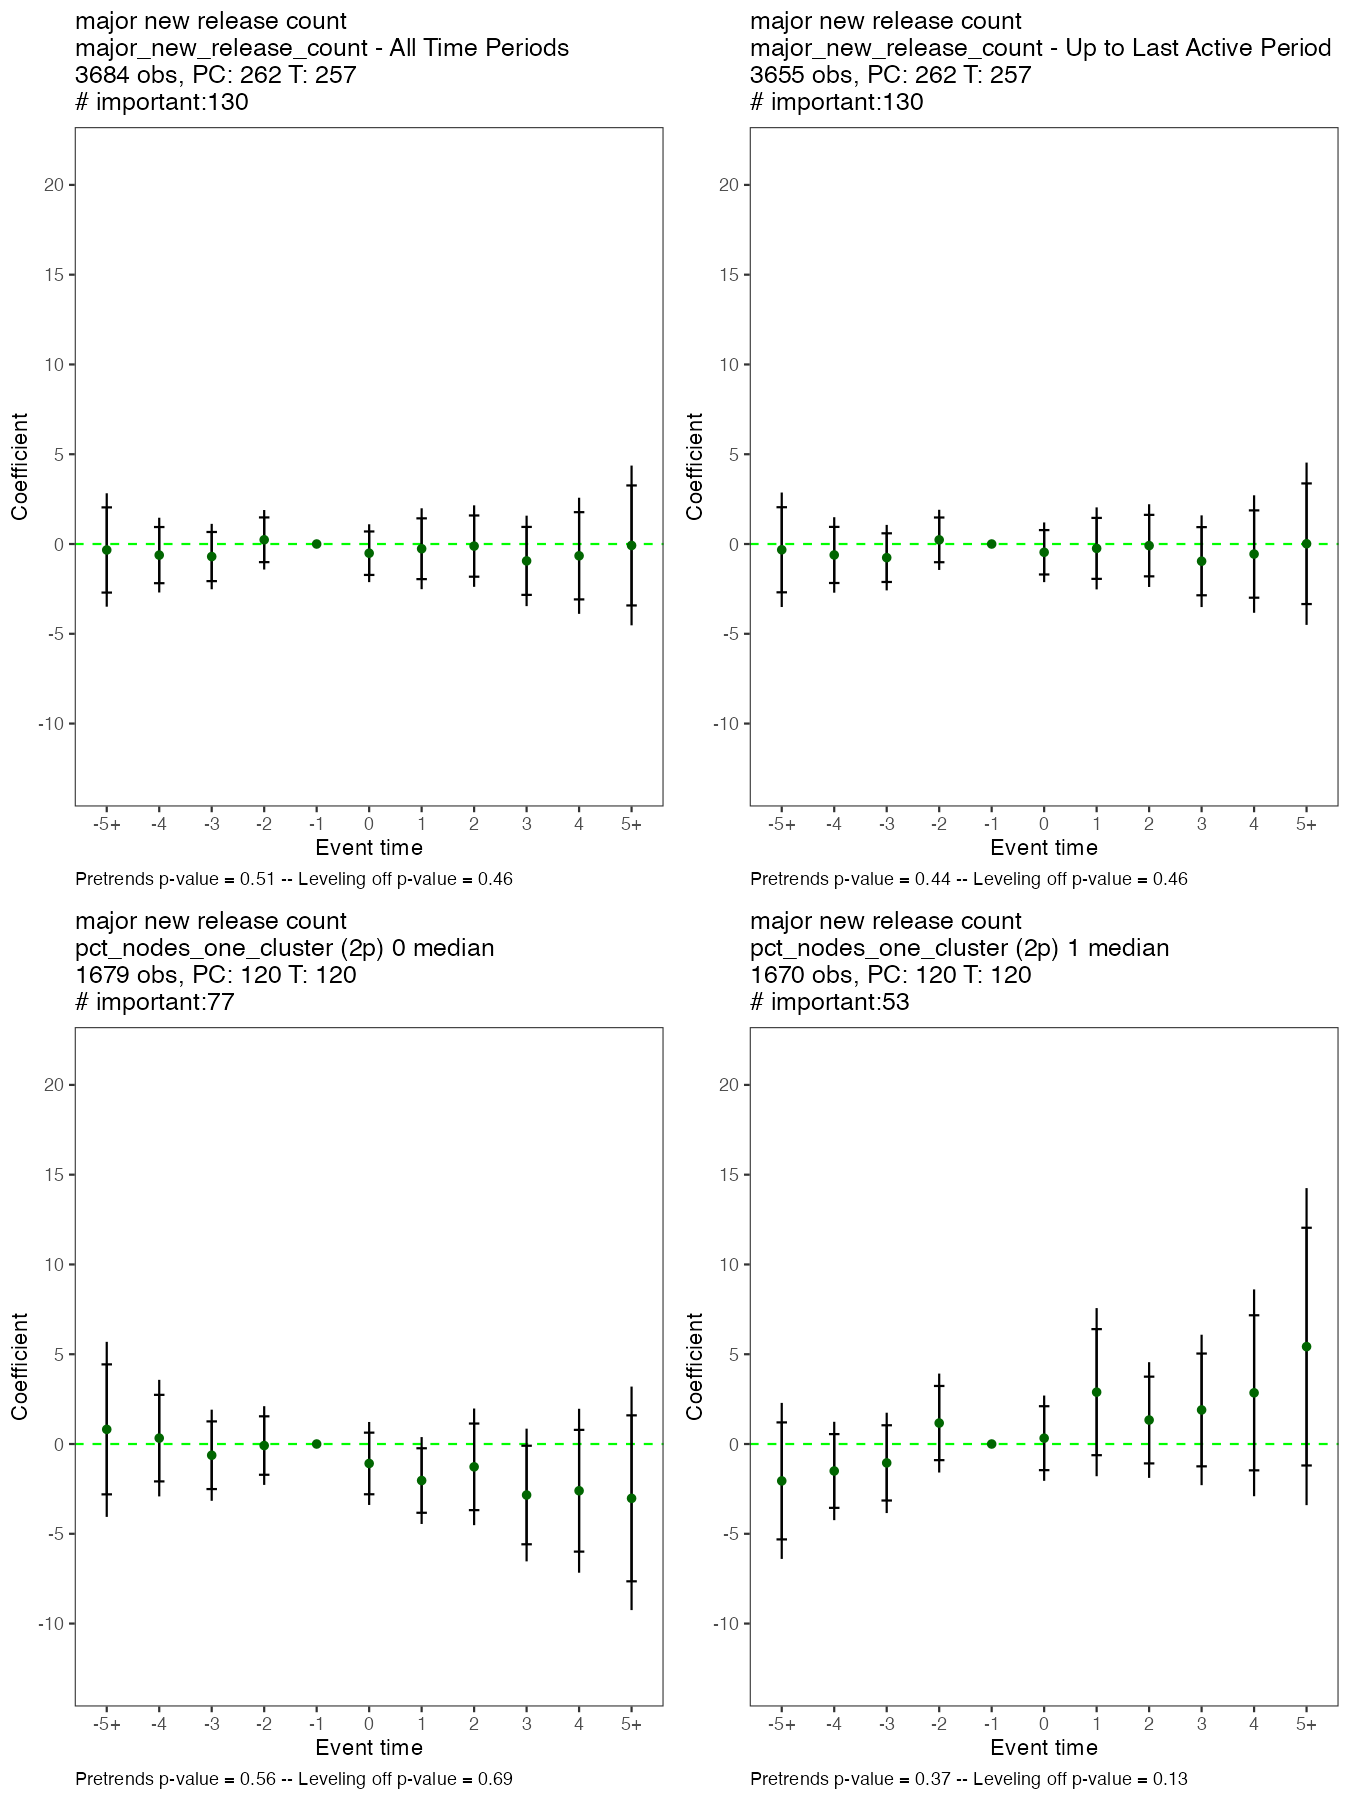 major new release count
major_new_release_count - All Time Periods
3684 obs, PC: 262 T: 257
# important:130
20
15
10
5
0
-5
-10
Coefficient
-5+ -4 -3 -2 -1 0 1 2 3 4 5+
Event time
Pretrends p-value = 0.51 -- Leveling off p-value = 0.46
major new release count
major_new_release_count - Up to Last Active Period
3655 obs, PC: 262 T: 257
# important:130
20
15
10
5
0
-5
-10
Coefficient
-5+ -4 -3 -2 -1 0 1 2 3 4 5+
Event time
Pretrends p-value = 0.44 -- Leveling off p-value = 0.46
major new release count
pct_nodes_one_cluster (2p) 0 median
1679 obs, PC: 120 T: 120
# important:77
20
15
10
5
0
-5
-10
Coefficient
-5+ -4 -3 -2 -1 0 1 2 3 4 5+
Event time
Pretrends p-value = 0.56 -- Leveling off p-value = 0.69
major new release count
pct_nodes_one_cluster (2p) 1 median
1670 obs, PC: 120 T: 120
# important:53
20
15
10
5
0
-5
-10
Coefficient
-5+ -4 -3 -2 -1 0 1 2 3 4 5+
Event time
Pretrends p-value = 0.37 -- Leveling off p-value = 0.13